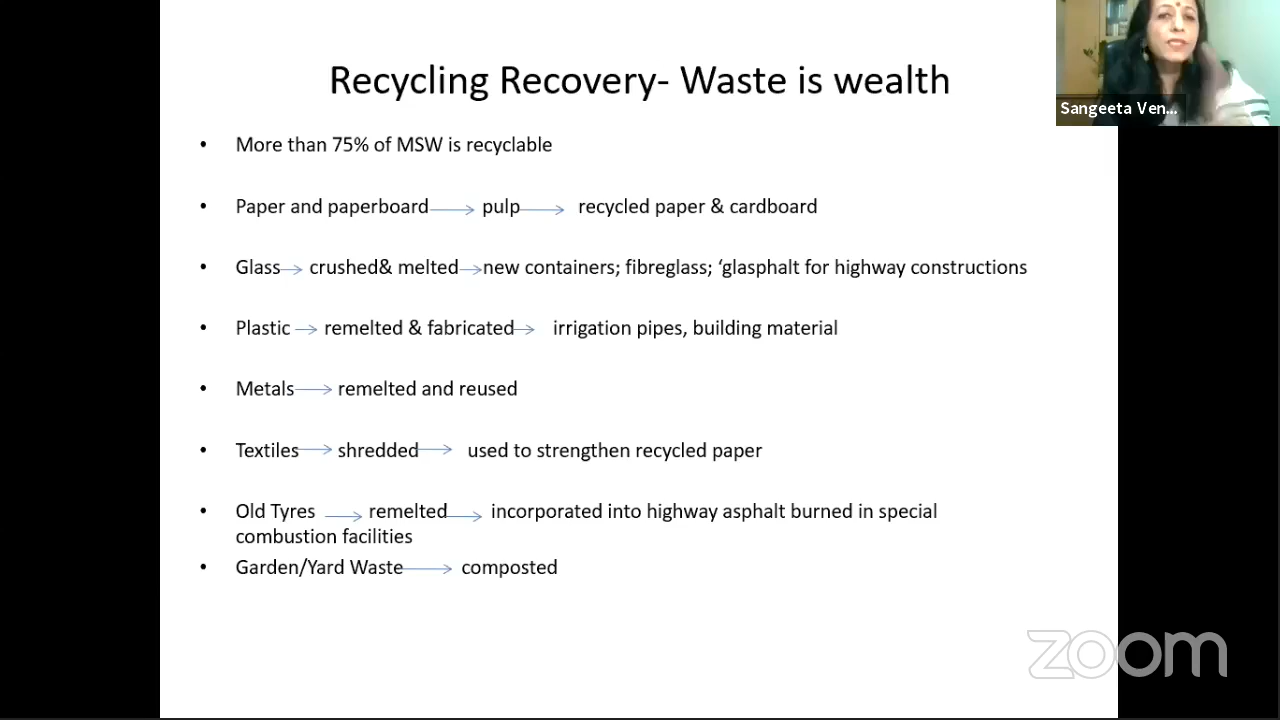 Recycling Recovery- Waste is wealth
Sangeeta Ven...
• More than 75% of MSW is recyclable
• Paper and paperboard → pulp → recycled paper & cardboard
• Glass → crushed& melted → new containers; fibreglass; ‘glasphalt for highway constructions
• Plastic → remelted & fabricated → irrigation pipes, building material
• Metals → remelted and reused
• Textiles → shredded → used to strengthen recycled paper
• Old Tyres → remelted → incorporated into highway asphalt burned in special
combustion facilities
• Garden/Yard Waste → composted
zoom